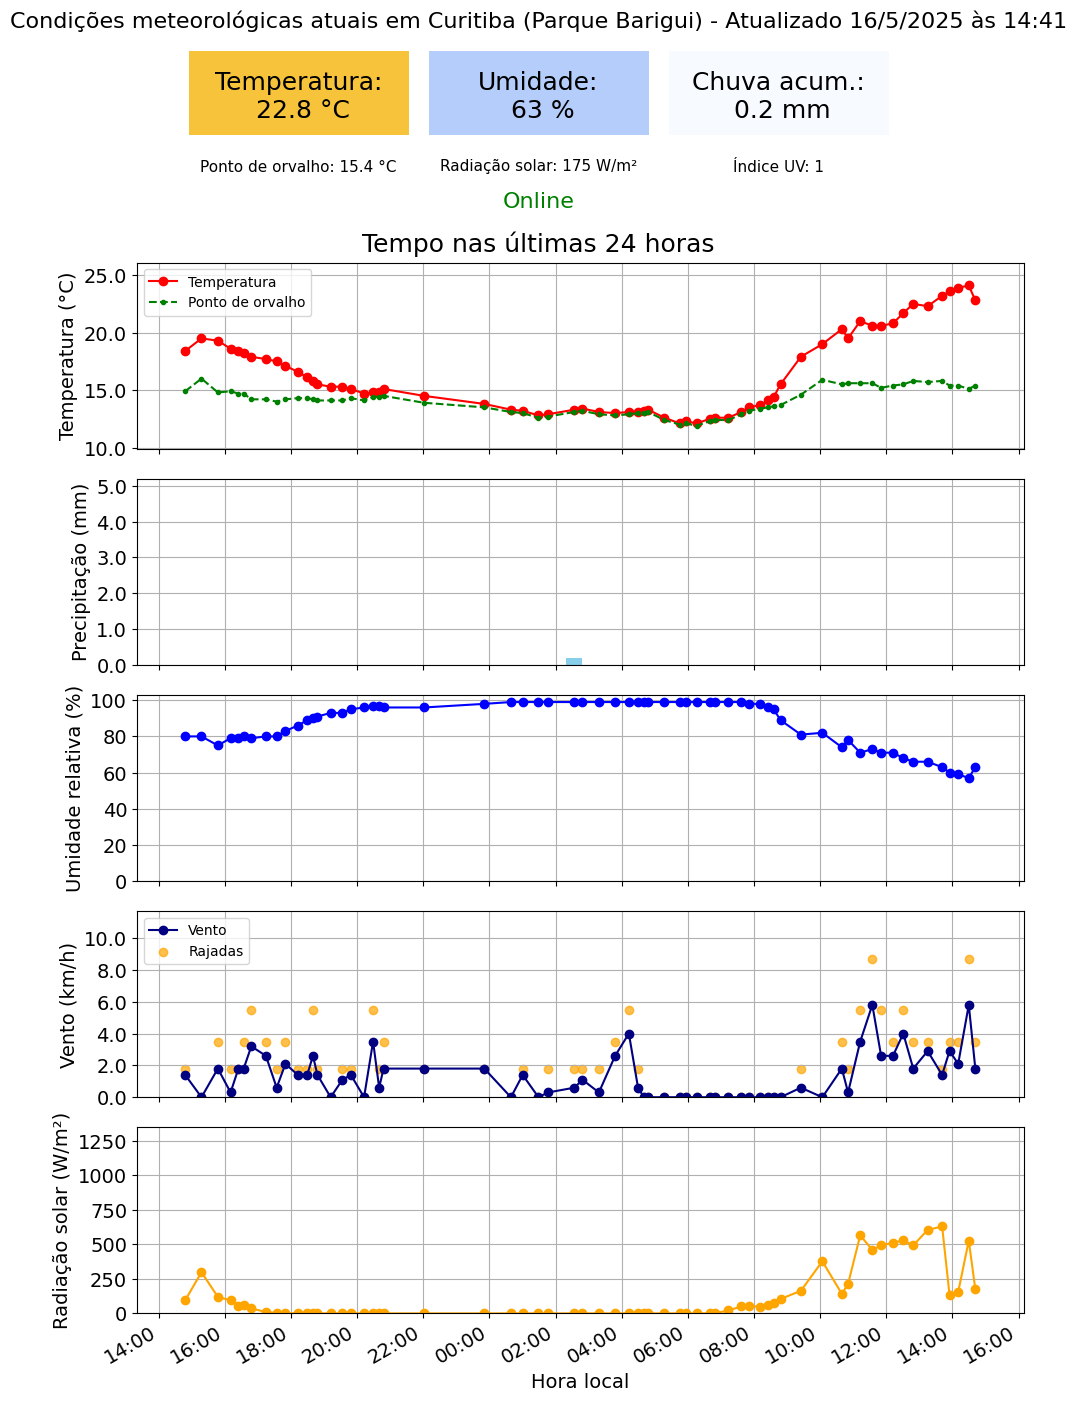 Condições meteorológicas atuais em Curitiba (Parque Barigui) - Atualizado 16/5/2025 às 14:41
Temperatura:
22.8 °C
Umidade:
63 %
Chuva acum.:
0.2 mm
Ponto de orvalho: 15.4 °C
Radiação solar: 175 W/m²
Índice UV: 1
Online
Tempo nas últimas 24 horas
Temperatura (°C)
25.0
20.0
15.0
10.0
Temperatura
Ponto de orvalho
Precipitação (mm)
5.0
4.0
3.0
2.0
1.0
0.0
Umidade relativa (%)
100
80
60
40
20
0
Vento (km/h)
10.0
8.0
6.0
4.0
2.0
0.0
Vento
Rajadas
Radiação solar (W/m²)
1250
1000
750
500
250
0
14:00
16:00
18:00
20:00
22:00
00:00
02:00
04:00
06:00
08:00
10:00
12:00
14:00
16:00
Hora local